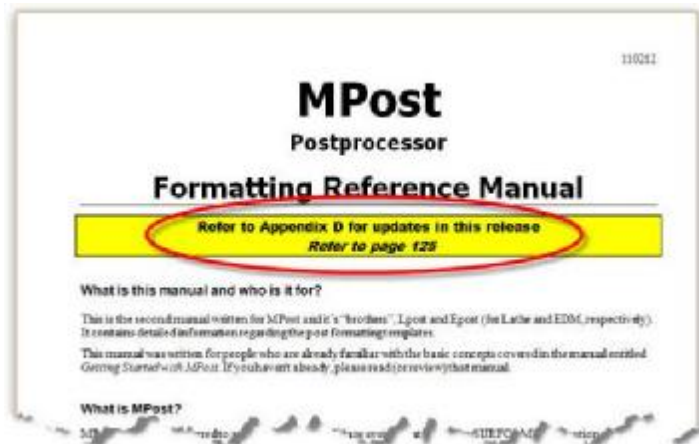 110212
MPost
Postprocessor
Formatting Reference Manual
Refer to Appendix D for updates in this release
Refer to page 125
What is this manual and who is it for?
This is the second manual written for MPost and it's "brothers", Lpost and Epost (for Lathe and EDM, respectively).
It contains detailed information regarding the post formatting templates.
This manual was written for people who are already familiar with the basic concepts covered in the manual entitled
Getting Started with MPost. If you haven't already, please read (or review) that manual.
What is MPost?